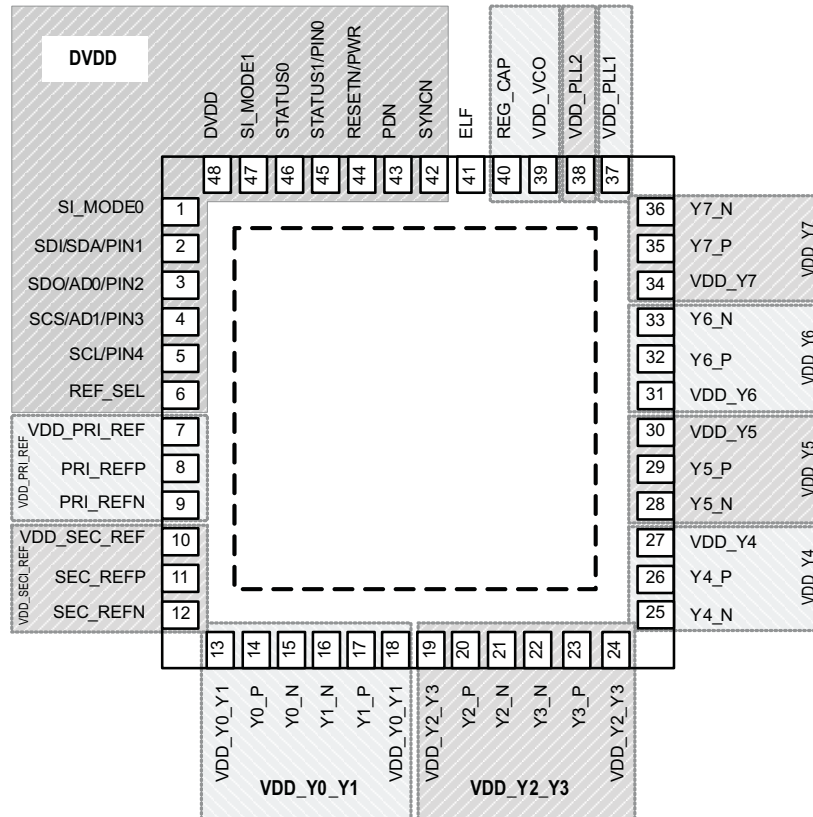 DVDD
DVDD
SI_MODE1
STATUS0
STATUS1/PIN0
RESETN/PWR
PDN
SYNCN
ELF
REG_CAP
VDD_VCO
VDD_PLL2
VDD_PLL1
48
47
46
45
44
43
42
41
40
39
38
37
SI_MODE0
1
SDI/SDA/PIN1
2
SDO/AD0/PIN2
3
SCS/AD1/PIN3
4
SCL/PIN4
5
REF_SEL
6
VDD_PRI_REF
7
PRI_REFP
8
PRI_REFN
9
VDD_PRI_REF
VDD_SEC_REF
10
SEC_REFP
11
SEC_REFN
12
VDD_SECI_REF
36
Y7_N
35
Y7_P
34
VDD_Y7
VDD_Y7
33
Y6_N
32
Y6_P
31
VDD_Y6
VDD_Y6
30
VDD_Y5
29
Y5_P
28
Y5_N
VDD_Y5
27
VDD_Y4
26
Y4_P
25
Y4_N
VDD_Y4
13
14
15
16
17
18
19
20
21
22
23
24
VDD_Y0_Y1
Y0_P
Y0_N
Y1_N
Y1_P
VDD_Y0_Y1
VDD_Y2_Y3
Y2_P
Y2_N
Y3_N
Y3_P
VDD_Y2_Y3
VDD_Y0_Y1
VDD_Y2_Y3